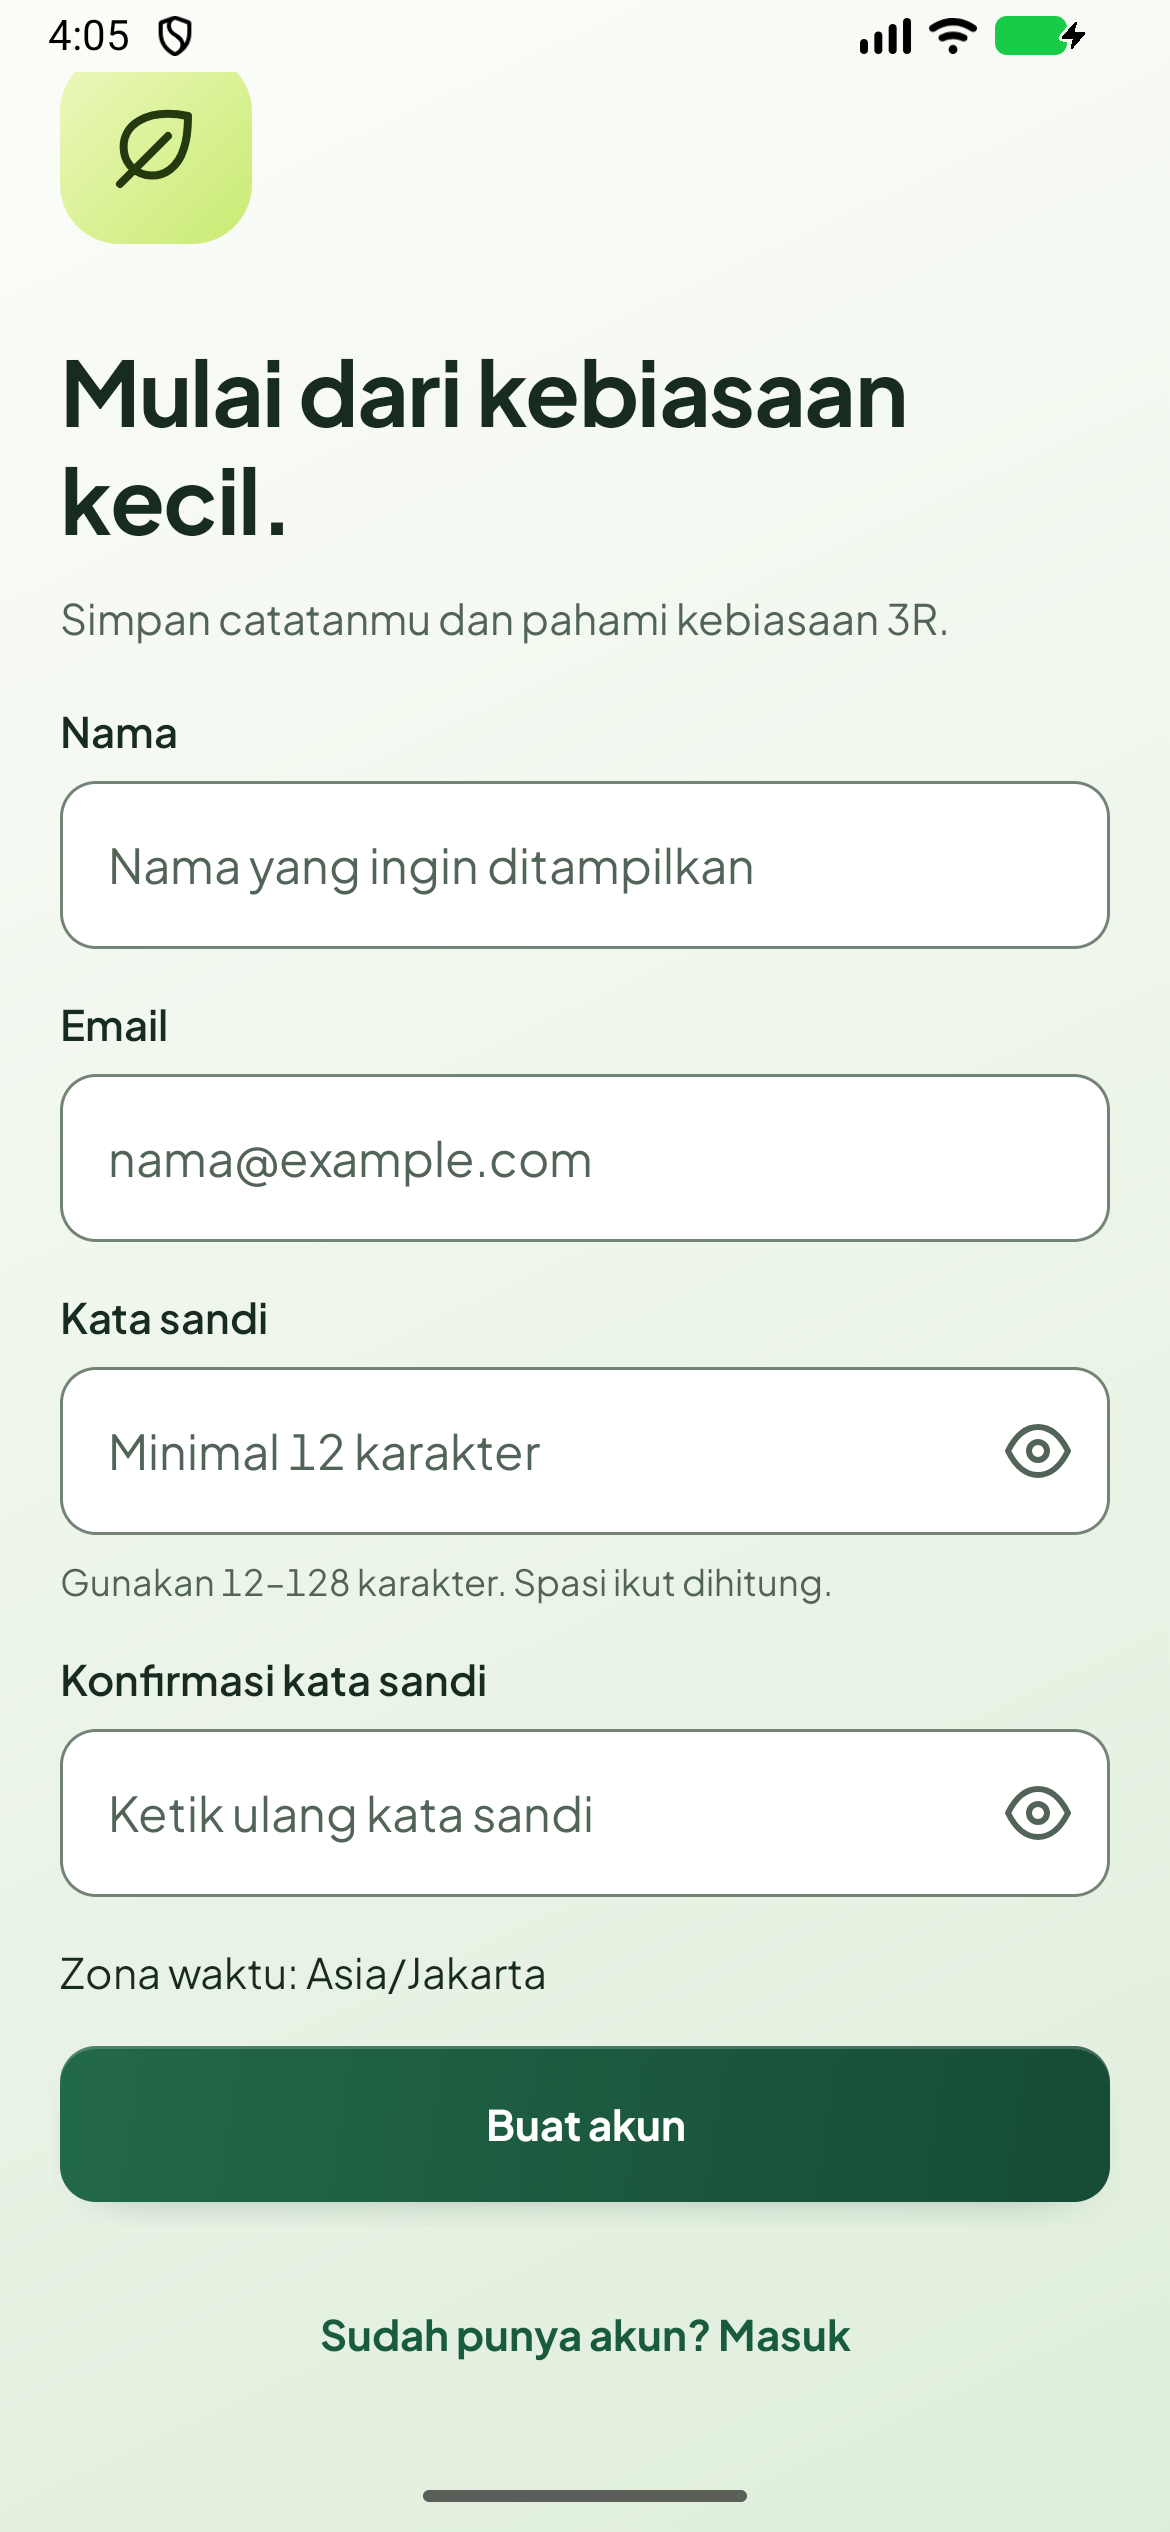 4:05
Mulai dari kebiasaan
kecil.
Simpan catatanmu dan pahami kebiasaan 3R.
Nama
Nama yang ingin ditampilkan
Email
nama@example.com
Kata sandi
Minimal 12 karakter
Gunakan 12–128 karakter. Spasi ikut dihitung.
Konfirmasi kata sandi
Ketik ulang kata sandi
Zona waktu: Asia/Jakarta
Buat akun
Sudah punya akun? Masuk